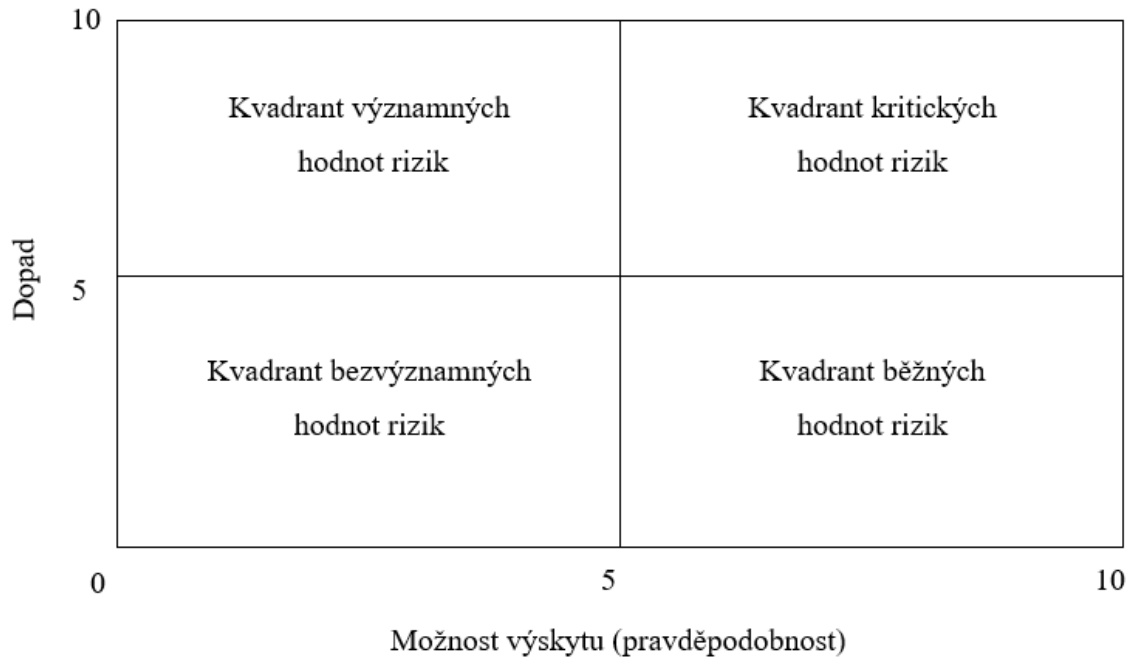 10
Kvadrant významných
hodnot rizik
Kvadrant kritických
hodnot rizik
Dopad
5
Kvadrant bezvýznamných
hodnot rizik
Kvadrant běžných
hodnot rizik
0
5
10
Možnost výskytu (pravděpodobnost)